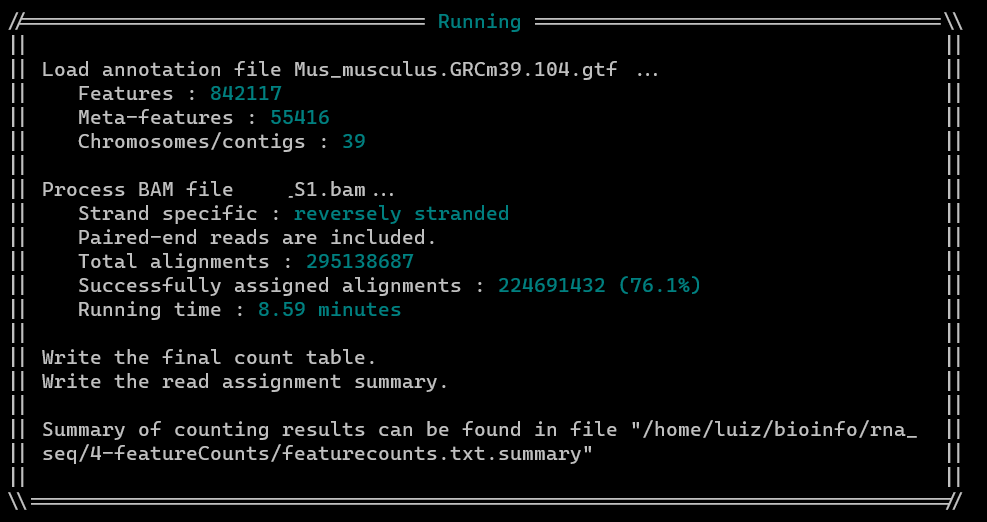 //================================= Running =================================\\
|| ||
|| Load annotation file Mus_musculus.GRCm39.104.gtf ... ||
|| Features : 842117 ||
|| Meta-features : 55416 ||
|| Chromosomes/contigs : 39 ||
|| ||
|| Process BAM file _S1.bam... ||
|| Strand specific : reversely stranded ||
|| Paired-end reads are included. ||
|| Total alignments : 295138687 ||
|| Successfully assigned alignments : 224691432 (76.1%) ||
|| Running time : 8.59 minutes ||
|| ||
|| Write the final count table. ||
|| Write the read assignment summary. ||
|| ||
|| Summary of counting results can be found in file "/home/luiz/bioinfo/rna_ ||
|| seq/4-featureCounts/featurecounts.txt.summary" ||
|| ||
\\============================================================================//